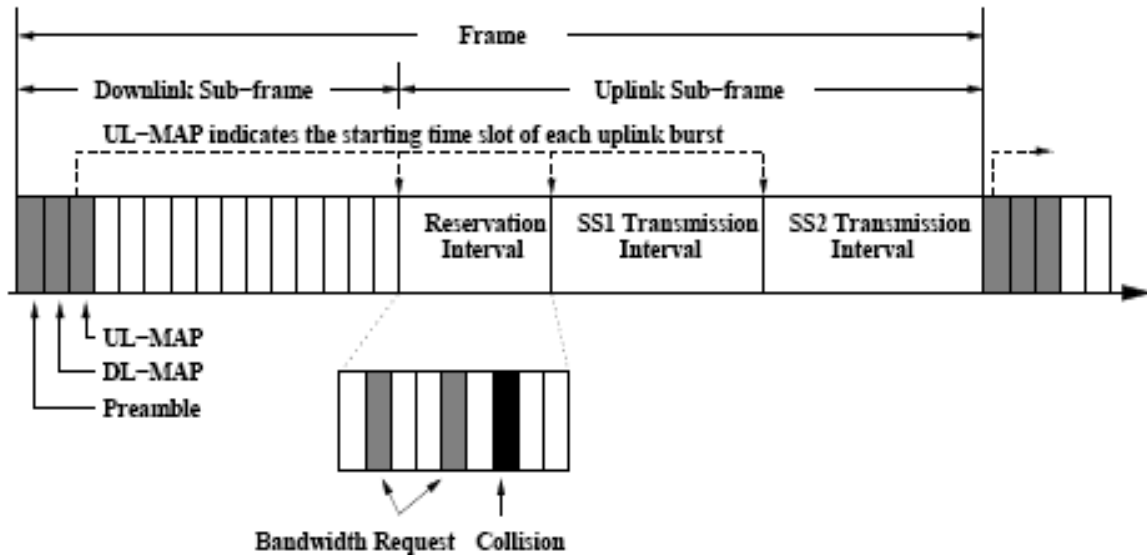 Frame
Downlink Sub-frame
Uplink Sub-frame
UL-MAP indicates the starting time slot of each uplink burst
Reservation
Interval
SS1 Transmission
Interval
SS2 Transmission
Interval
UL-MAP
DL-MAP
Preamble
Bandwidth Request
Collision